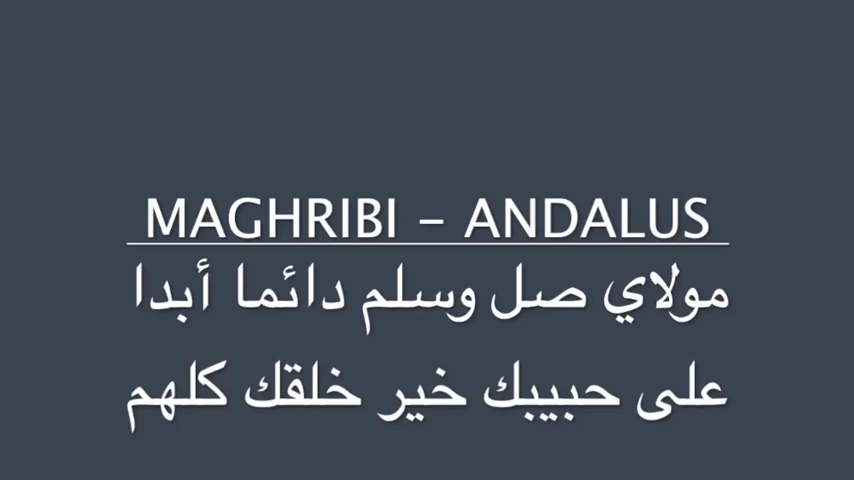 MAGHRIBI – ANDALUS
مولاي صل وسلم دائما أبدا
على حبيبك خير خلقك كلهم